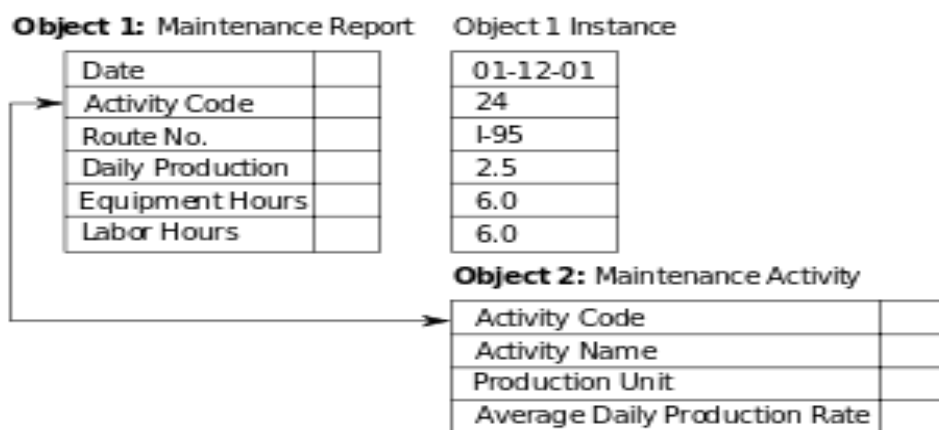 Object 1: Maintenance Report Object 1 Instance
Date 01-12-01
Activity Code 24
Route No. I-95
Daily Production 2.5
Equipment Hours 6.0
Labor Hours 6.0
Object 2: Maintenance Activity
Activity Code
Activity Name
Production Unit
Average Daily Production Rate